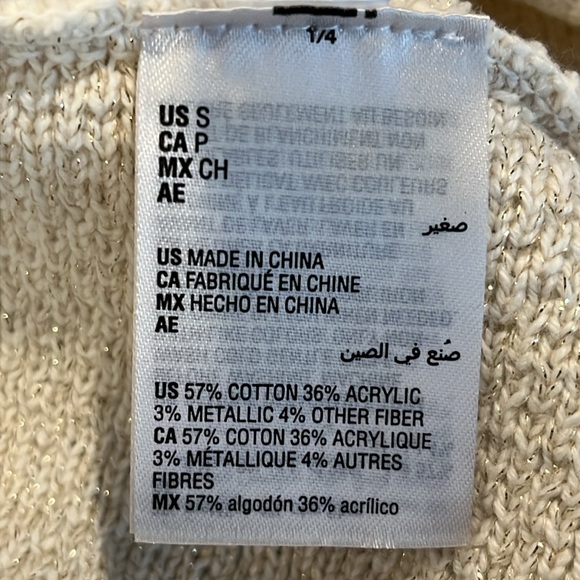 1/4
US S
CA P
MX CH
AE
صغير
US MADE IN CHINA
CA FABRIQUÉ EN CHINE
MX HECHO EN CHINA
AE
صُنع في الصين
US 57% COTTON 36% ACRYLIC
3% METALLIC 4% OTHER FIBER
CA 57% COTON 36% ACRYLIQUE
3% MÉTALLIQUE 4% AUTRES
FIBRES
MX 57% algodón 36% acrílico